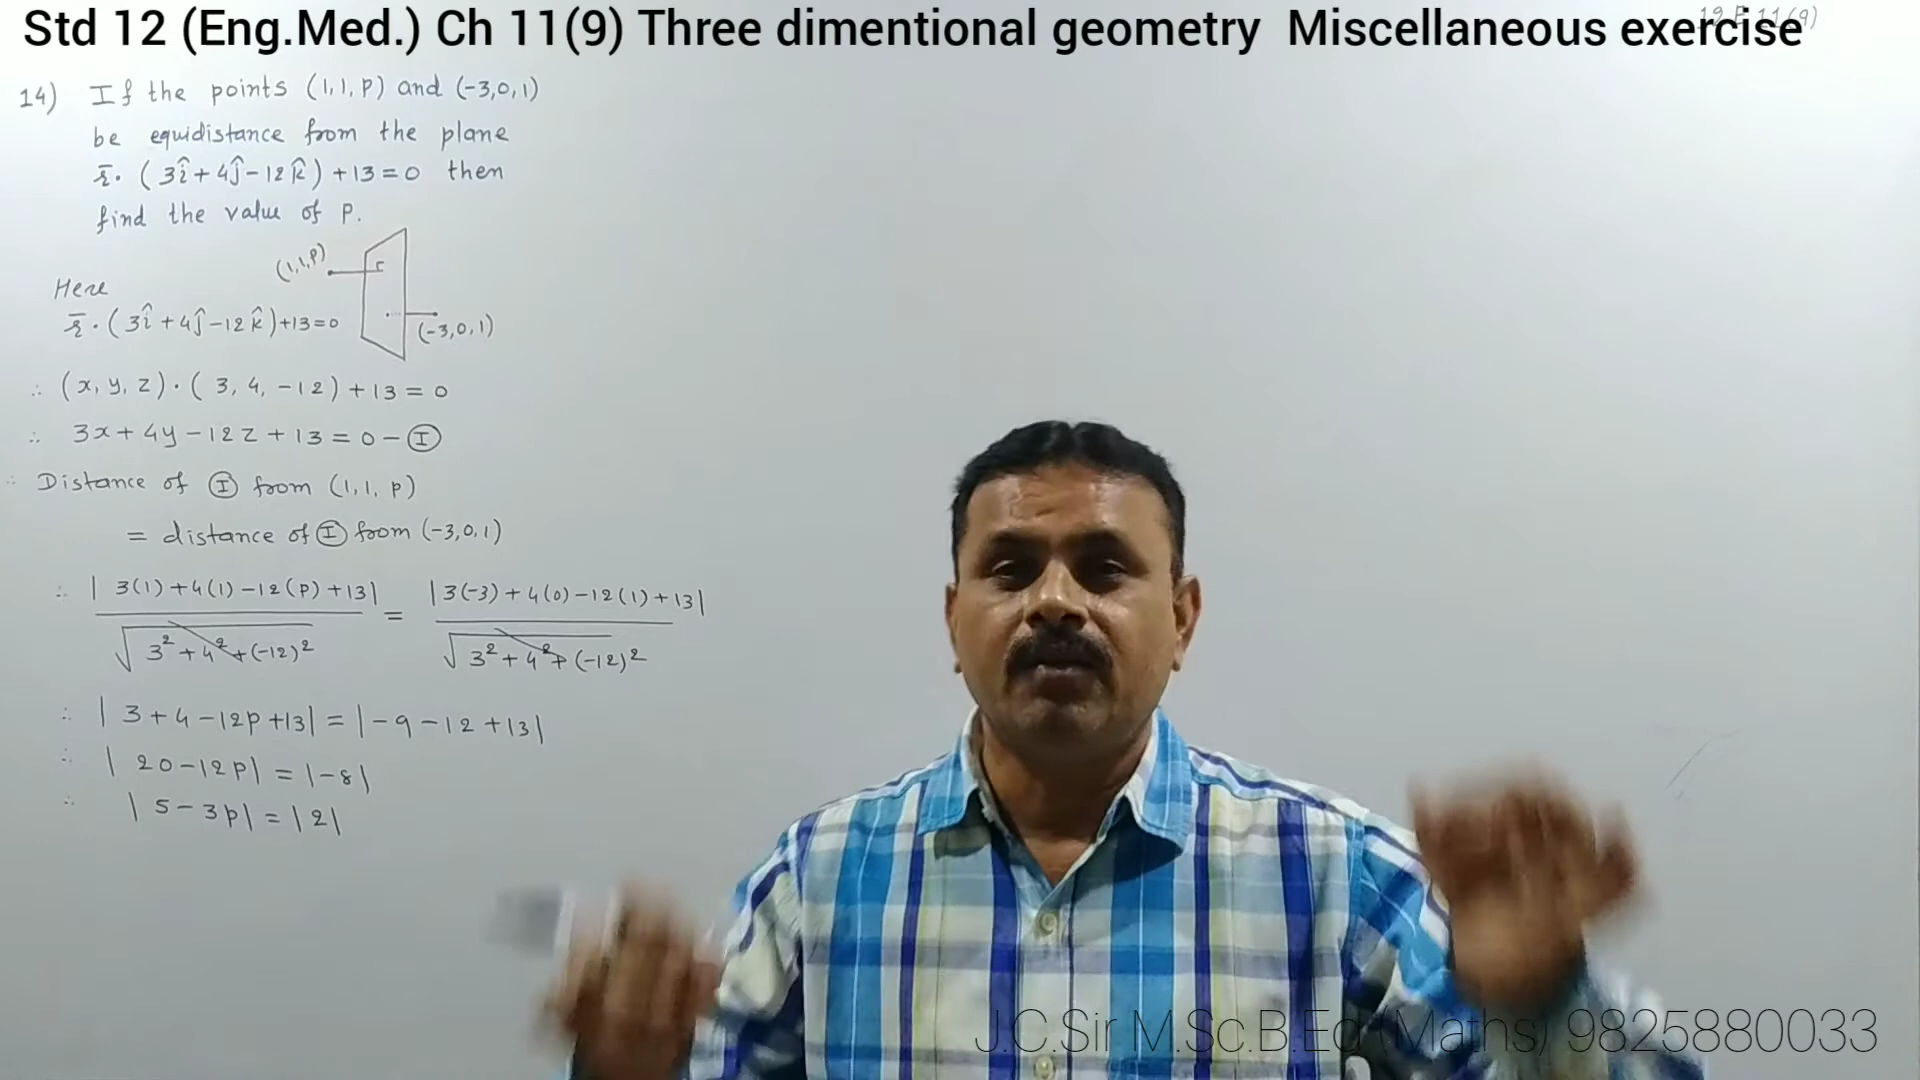 Std 12 (Eng.Med.) Ch 11(9) Three dimentional geometry Miscellaneous exercise
12 E 11(9)
14) If the points (1,1,P) and (-3,0,1)
be equidistance from the plane
r̄·(3î+4ĵ-12k̂)+13=0 then
find the value of P.
(1,1,P)
Here
r̄·(3î+4ĵ-12k̂)+13=0
(-3,0,1)
∴ (x,y,z)·(3,4,-12)+13=0
∴ 3x+4y-12z+13=0-Ⓘ
∴ Distance of Ⓘ from (1,1,P)
= distance of Ⓘ from (-3,0,1)
∴ |3(1)+4(1)-12(P)+13| / √3²+4²+(-12)² = |3(-3)+4(0)-12(1)+13| / √3²+4²+(-12)²
∴ |3+4-12P+13|=|-9-12+13|
∴ |20-12P|=|-8|
∴ |5-3P|=|2|
J.C.Sir M.Sc.B.Ed (Maths) 9825880033